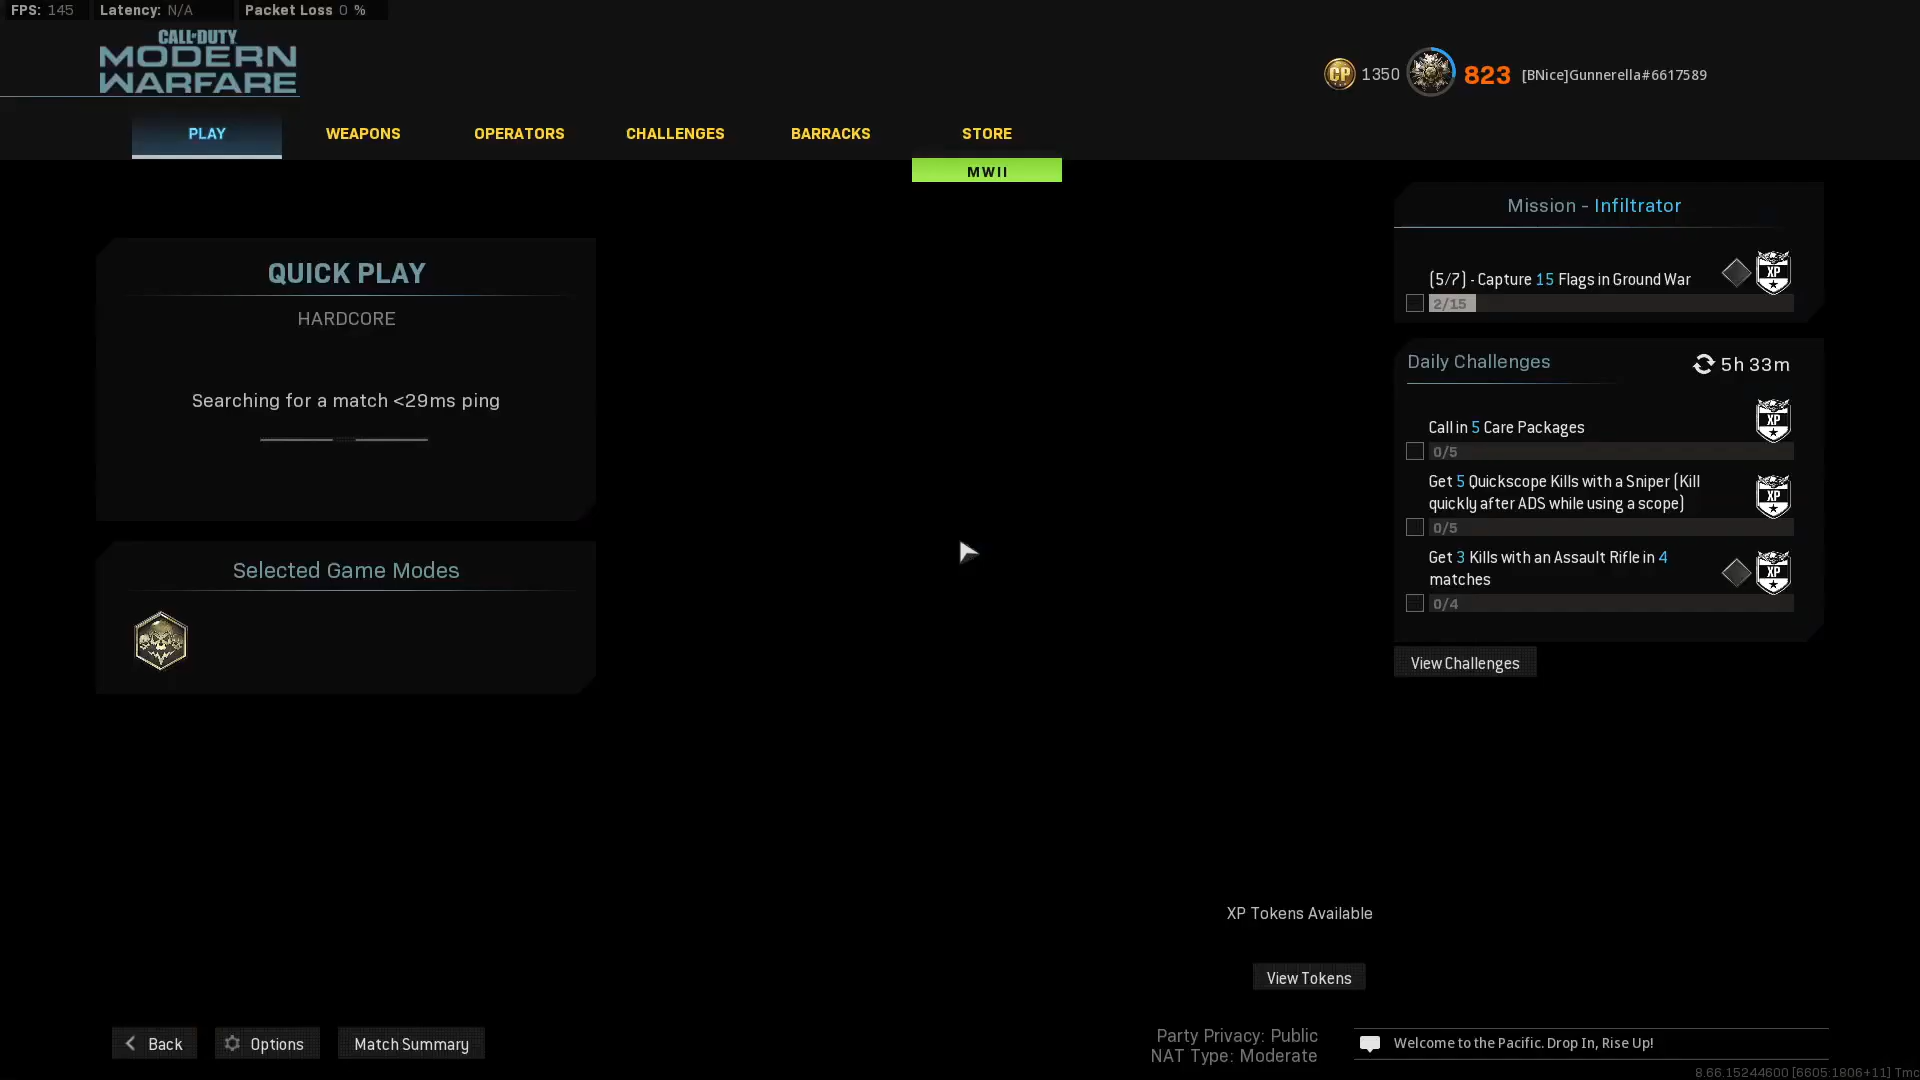 FPS: 145 Latency: N/A Packet Loss 0 %
CALL OF DUTY
MODERN
WARFARE
CP 1350 823 [BNice]Gunnerella#6617589
PLAY WEAPONS OPERATORS CHALLENGES BARRACKS STORE
MWII
QUICK PLAY
HARDCORE
Searching for a match <29ms ping
Selected Game Modes
Mission - Infiltrator
(5/7) - Capture 15 Flags in Ground War
XP
2/15
Daily Challenges 5h 33m
Call in 5 Care Packages
XP
0/5
Get 5 Quickscope Kills with a Sniper (Kill
quickly after ADS while using a scope)
XP
0/5
Get 3 Kills with an Assault Rifle in 4
matches
XP
0/4
View Challenges
XP Tokens Available
View Tokens
Back Options Match Summary
Party Privacy: Public
NAT Type: Moderate
Welcome to the Pacific. Drop In, Rise Up!
8.66.15244600 [6605:1806+11] Tmc